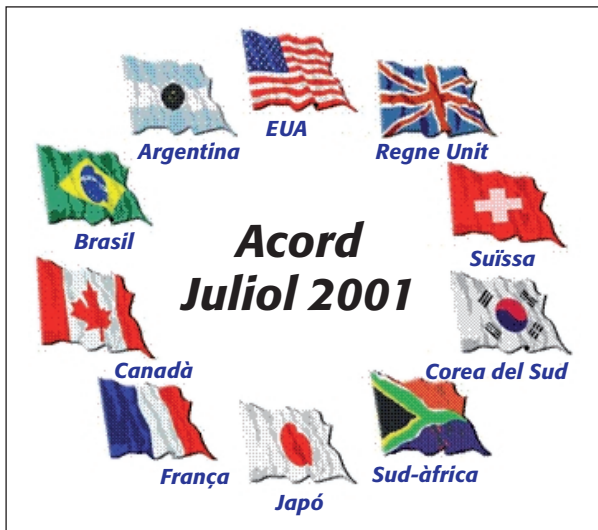 EUA
Argentina
Regne Unit
Brasil
Acord
Suïssa
Juliol 2001
Canadà
Corea del Sud
França
Sud-àfrica
Japó